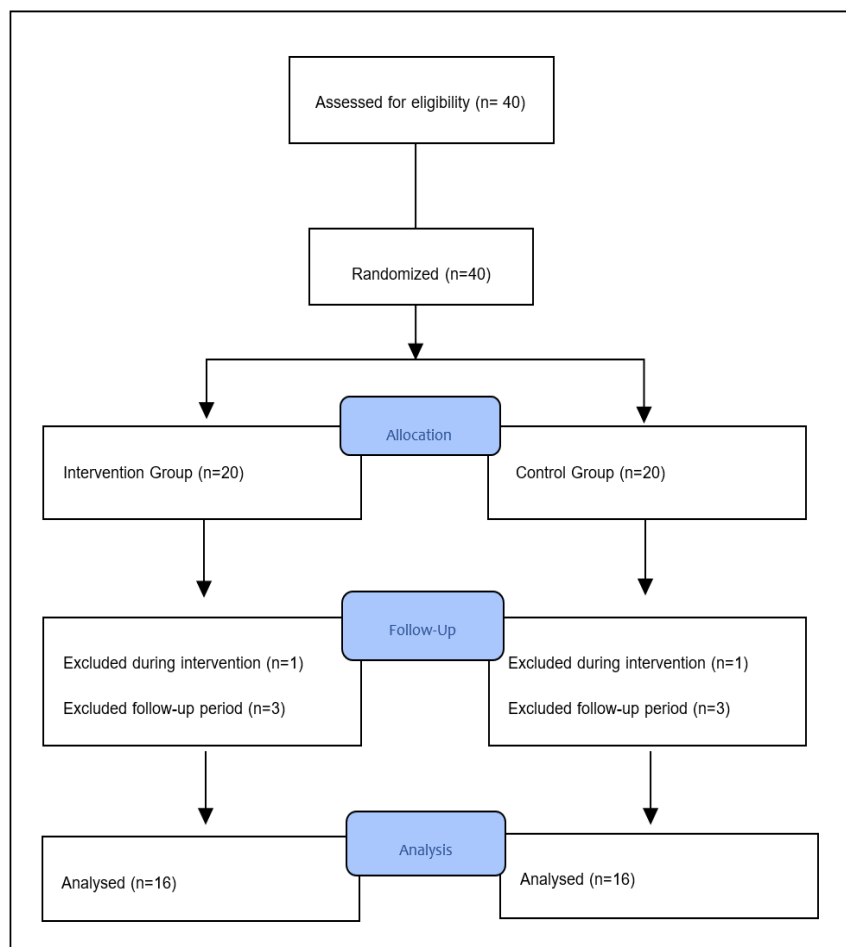 Assessed for eligibility (n= 40)
Randomized (n=40)
Allocation
Intervention Group (n=20)
Control Group (n=20)
Follow-Up
Excluded during intervention (n=1)
Excluded follow-up period (n=3)
Excluded during intervention (n=1)
Excluded follow-up period (n=3)
Analysis
Analysed (n=16)
Analysed (n=16)